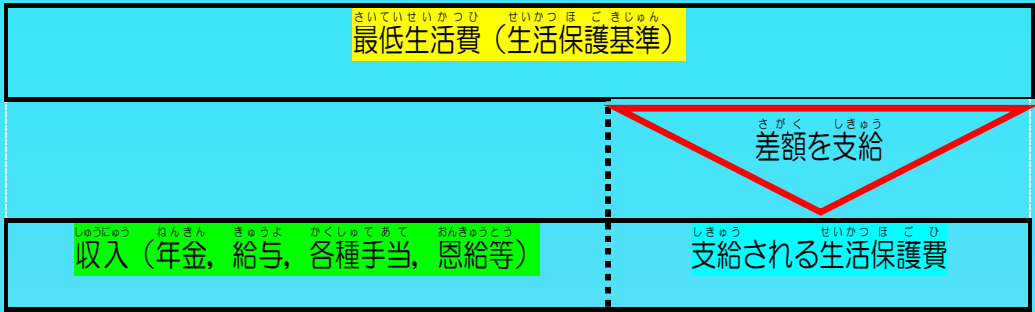 さいていせいかつひ せいかつほごきじゅん
最低生活費（生活保護基準）
さがく しきゅう
差額を支給
しゅうにゅう ねんきん きゅうよ かくしゅてあて おんきゅうとう
収入（年金，給与，各種手当，恩給等）
しきゅう せいかつほごひ
支給される生活保護費